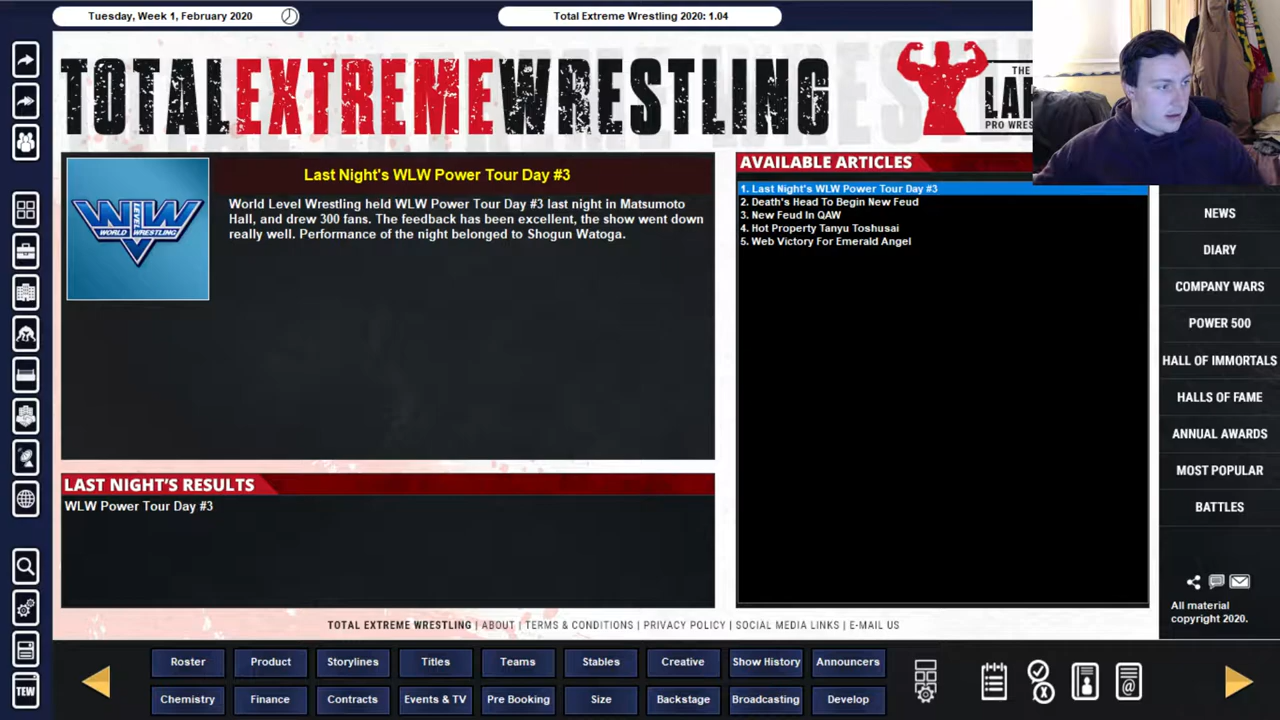 Tuesday, Week 1, February 2020
Total Extreme Wrestling 2020: 1.04
TOTALEXTREMEWRESTLING
THE
LAR
PRO WRES
WLW
WORLD LEVEL WRESTLING
Last Night's WLW Power Tour Day #3
World Level Wrestling held WLW Power Tour Day #3 last night in Matsumoto
Hall, and drew 300 fans. The feedback has been excellent, the show went down
really well. Performance of the night belonged to Shogun Watoga.
AVAILABLE ARTICLES
1. Last Night's WLW Power Tour Day #3
2. Death's Head To Begin New Feud
3. New Feud In QAW
4. Hot Property Tanyu Toshusai
5. Web Victory For Emerald Angel
NEWS
DIARY
COMPANY WARS
POWER 500
HALL OF IMMORTALS
HALLS OF FAME
ANNUAL AWARDS
MOST POPULAR
BATTLES
All material
copyright 2020.
LAST NIGHT'S RESULTS
WLW Power Tour Day #3
TOTAL EXTREME WRESTLING | ABOUT | TERMS & CONDITIONS | PRIVACY POLICY | SOCIAL MEDIA LINKS | E-MAIL US
Roster
Product
Storylines
Titles
Teams
Stables
Creative
Show History
Announcers
Chemistry
Finance
Contracts
Events & TV
Pre Booking
Size
Backstage
Broadcasting
Develop
TEW